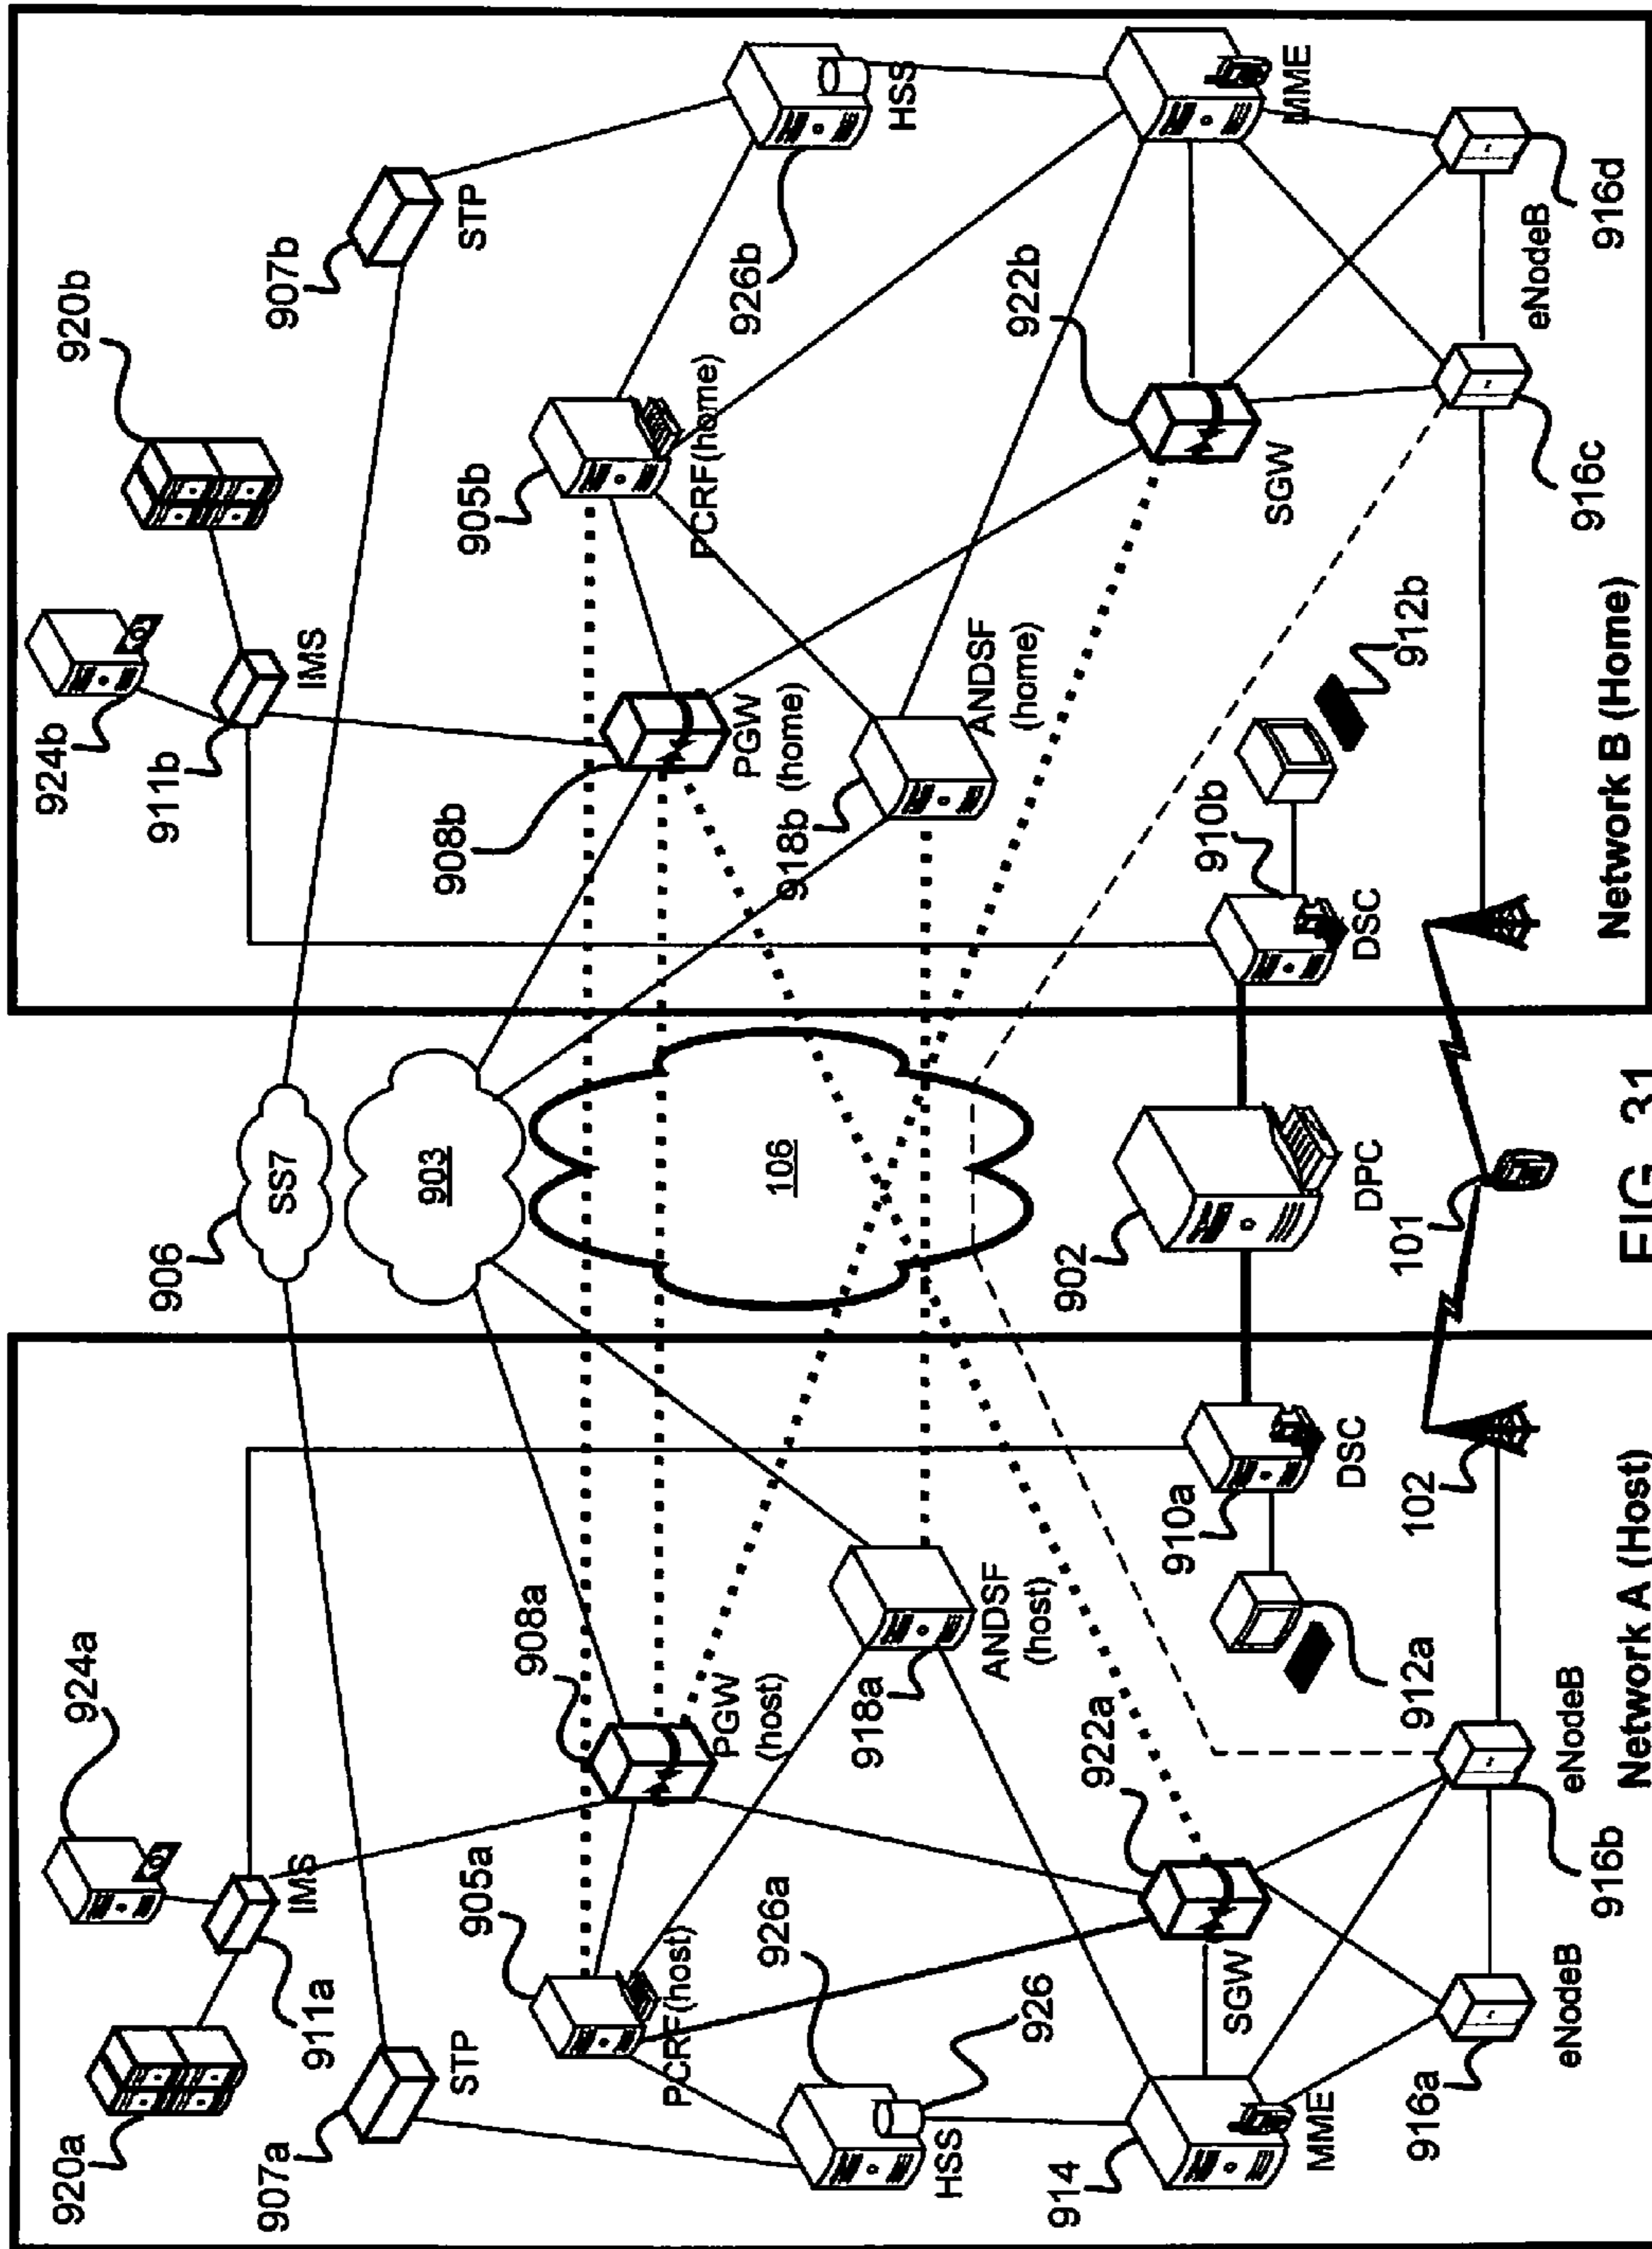 920a
924a
907a
911a
IMS
STP
905a
908a
PCRF(host)
PGW
(host)
926a
926
HSS
918a
ANDSF
(host)
922a
914
MME
SGW
916a
eNodeB
916b
eNodeB
910a
DSC
912a
102
Network A (Host)
906
SS7
903
106
902
DPC
101
FIG. 31
924b
920b
911b
IMS
907b
STP
908b
PGW
(home)
905b
PCRF(home)
926b
HSS
918b
ANDSF
(home)
922b
SGW
MME
910b
DSC
912b
916c
eNodeB
916d
Network B (Home)